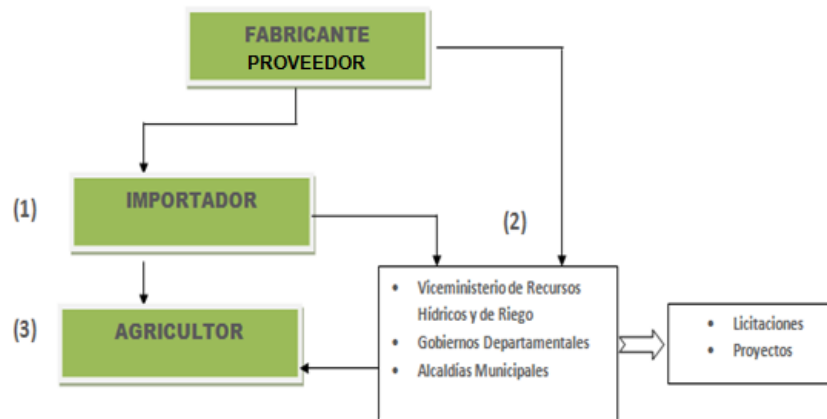 FABRICANTE
PROVEEDOR
(1)
IMPORTADOR
(2)
• Viceministerio de Recursos
Hídricos y de Riego
• Gobiernos Departamentales
• Alcaldías Municipales
• Licitaciones
• Proyectos
(3)
AGRICULTOR